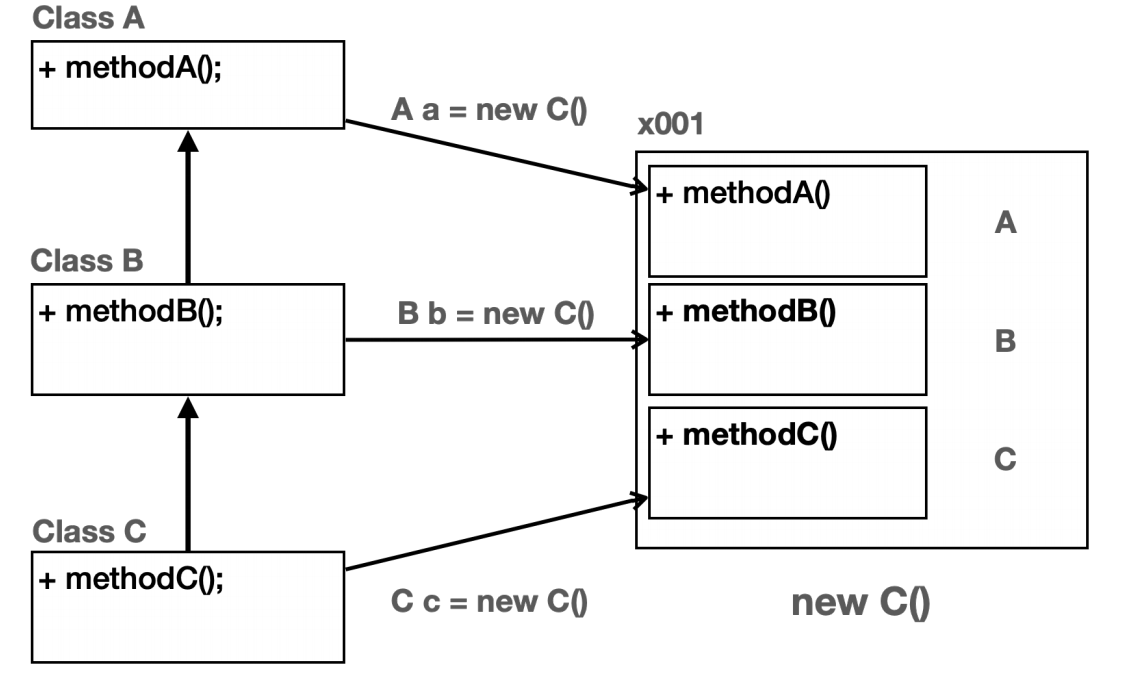 Class A
+ methodA();
A a = new C()
x001
+ methodA()
A
Class B
+ methodB();
B b = new C()
+ methodB()
B
+ methodC()
C
Class C
+ methodC();
C c = new C()
new C()